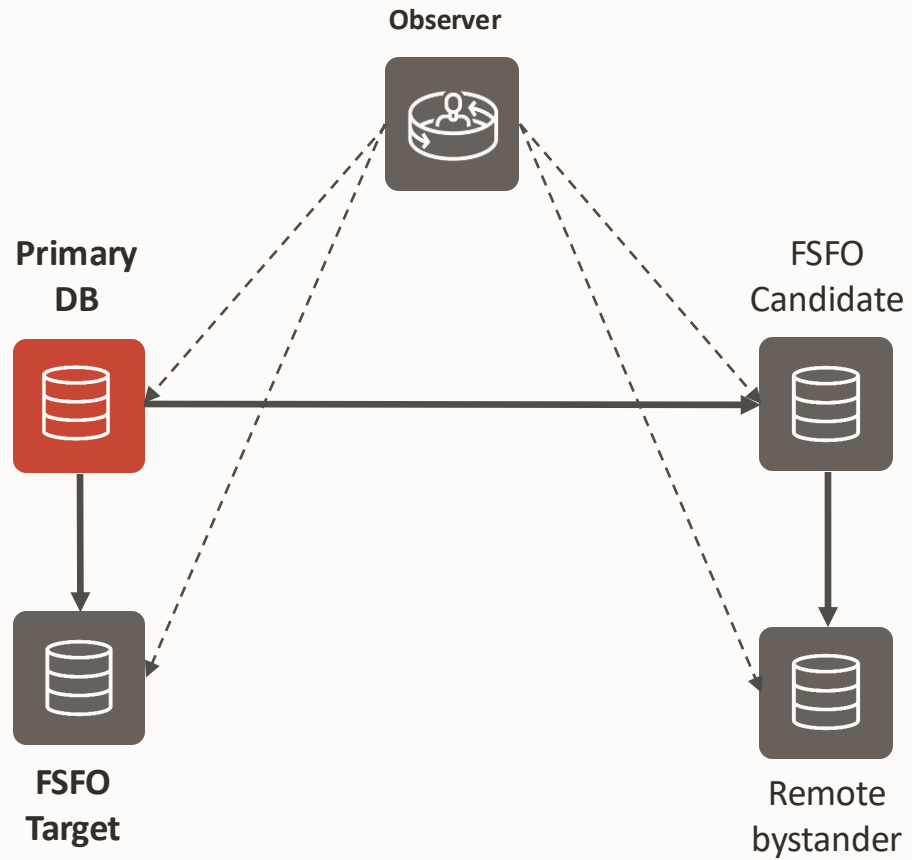 Observer
Primary
DB
FSFO
Candidate
FSFO
Target
Remote
bystander